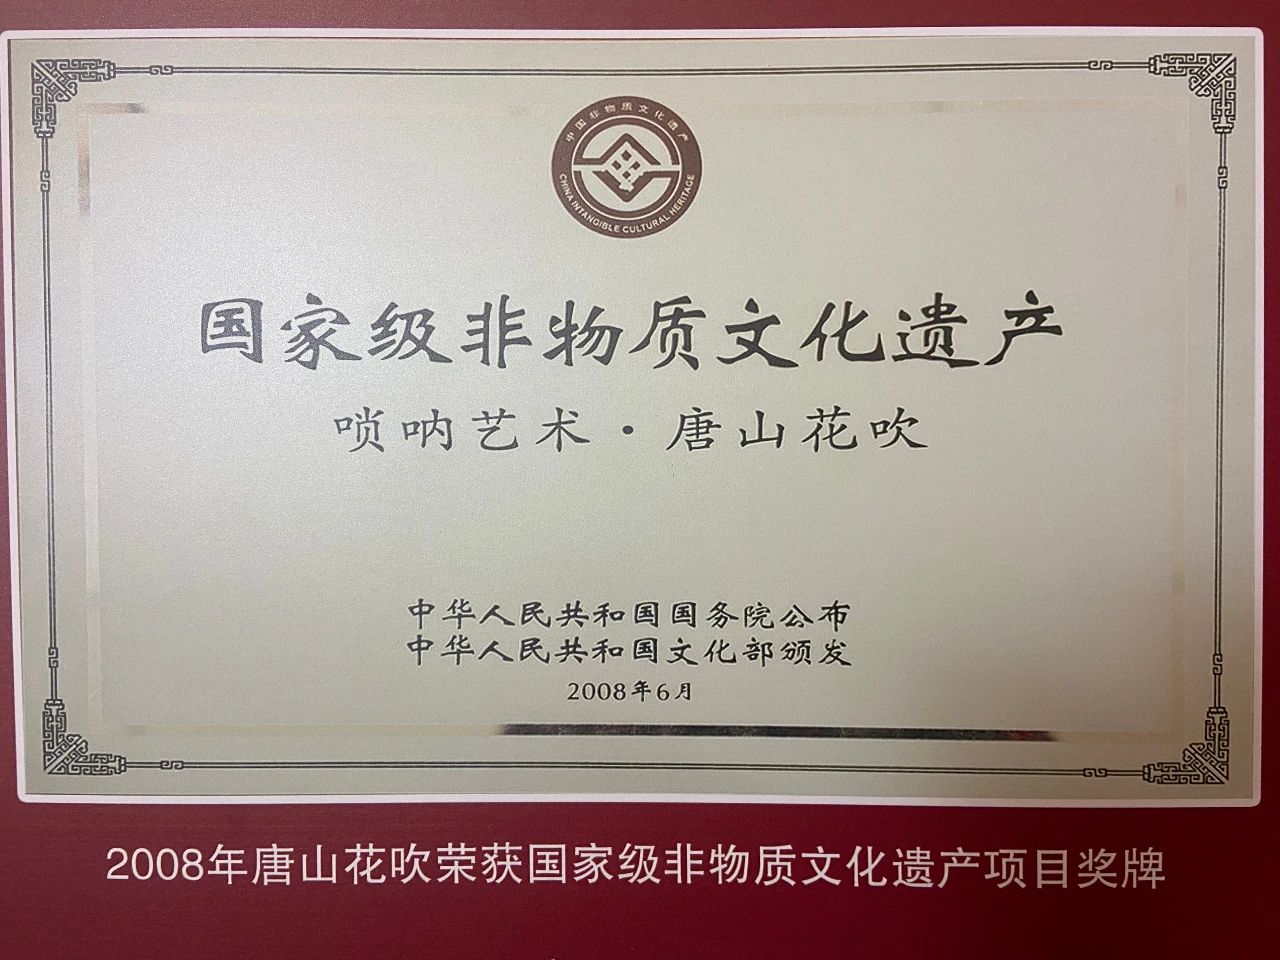 中国非物质文化遗产
CHINA INTANGIBLE CULTURAL HERITAGE
国家级非物质文化遗产
唢呐艺术·唐山花吹
中华人民共和国国务院公布
中华人民共和国文化部颁发
2008年6月
2008年唐山花吹荣获国家级非物质文化遗产项目奖牌